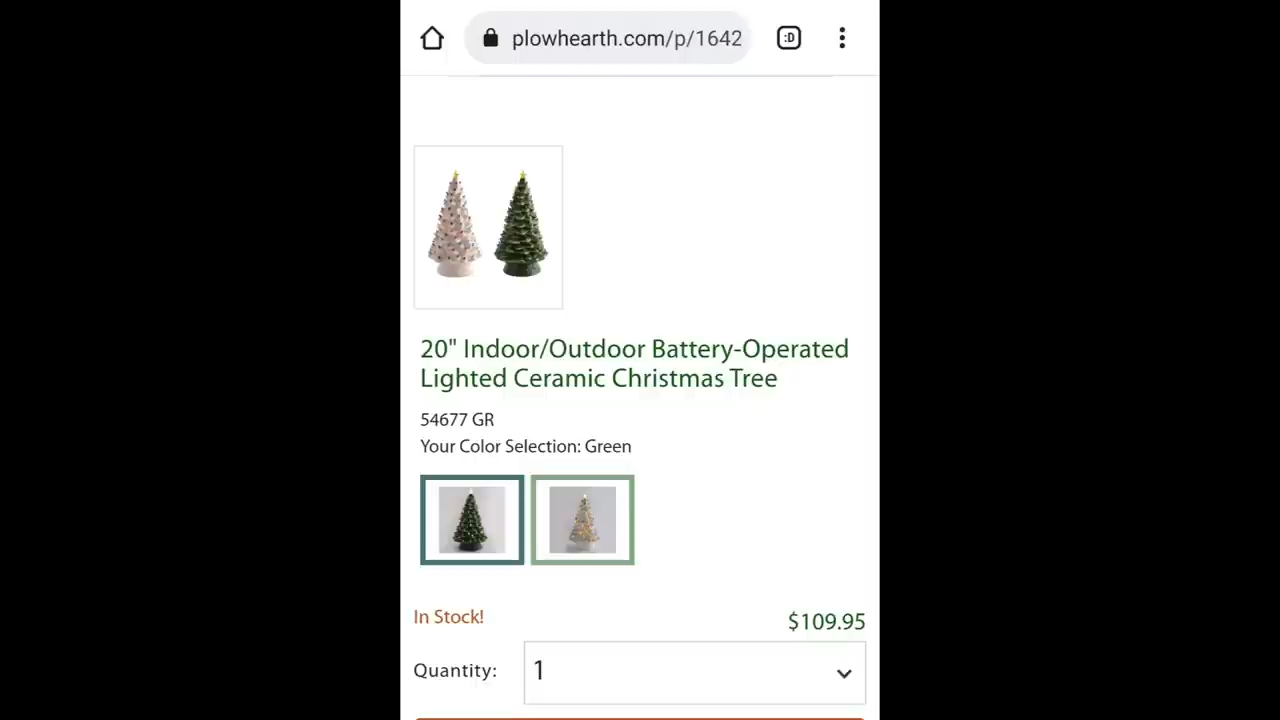 plowhearth.com/p/1642
:D
20" Indoor/Outdoor Battery-Operated
Lighted Ceramic Christmas Tree
54677 GR
Your Color Selection: Green
In Stock!
$109.95
Quantity:
1